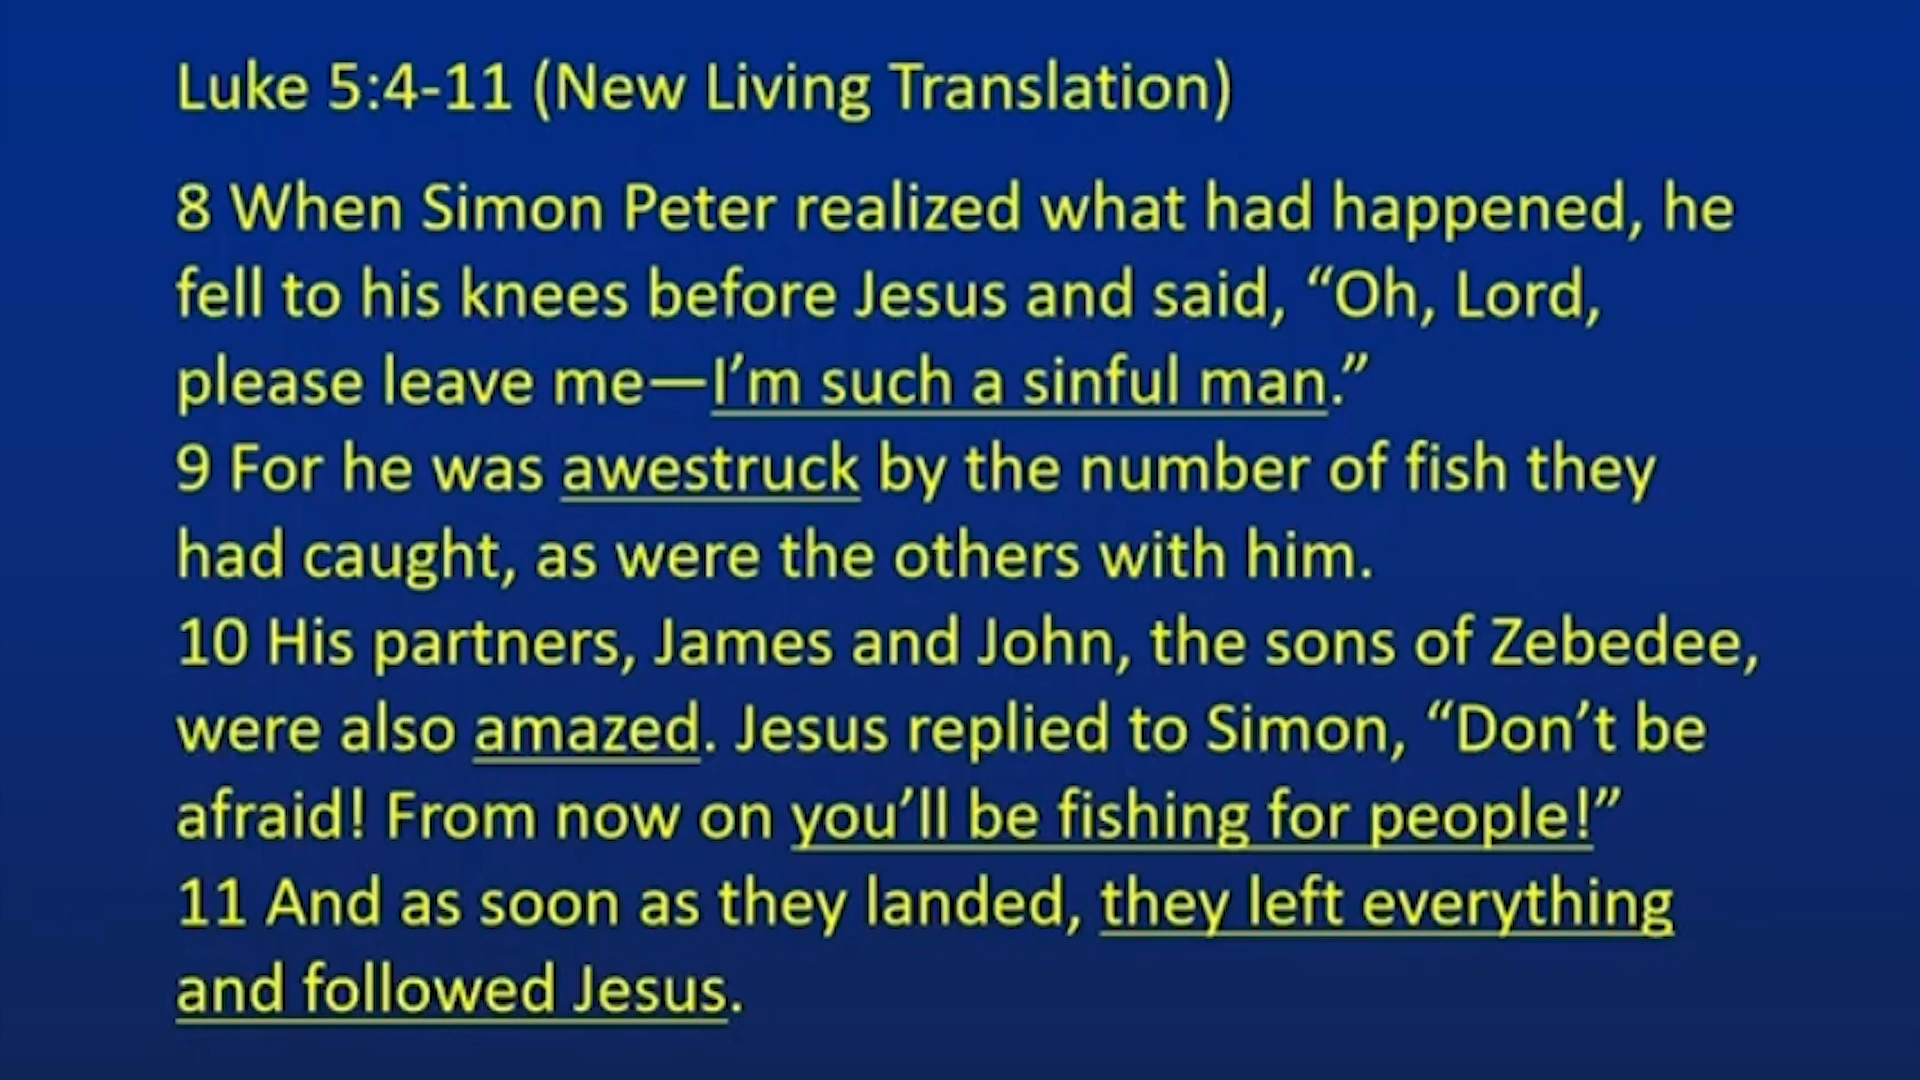 Luke 5:4-11 (New Living Translation)
8 When Simon Peter realized what had happened, he
fell to his knees before Jesus and said, “Oh, Lord,
please leave me—I’m such a sinful man.”
9 For he was awestruck by the number of fish they
had caught, as were the others with him.
10 His partners, James and John, the sons of Zebedee,
were also amazed. Jesus replied to Simon, “Don’t be
afraid! From now on you’ll be fishing for people!”
11 And as soon as they landed, they left everything
and followed Jesus.